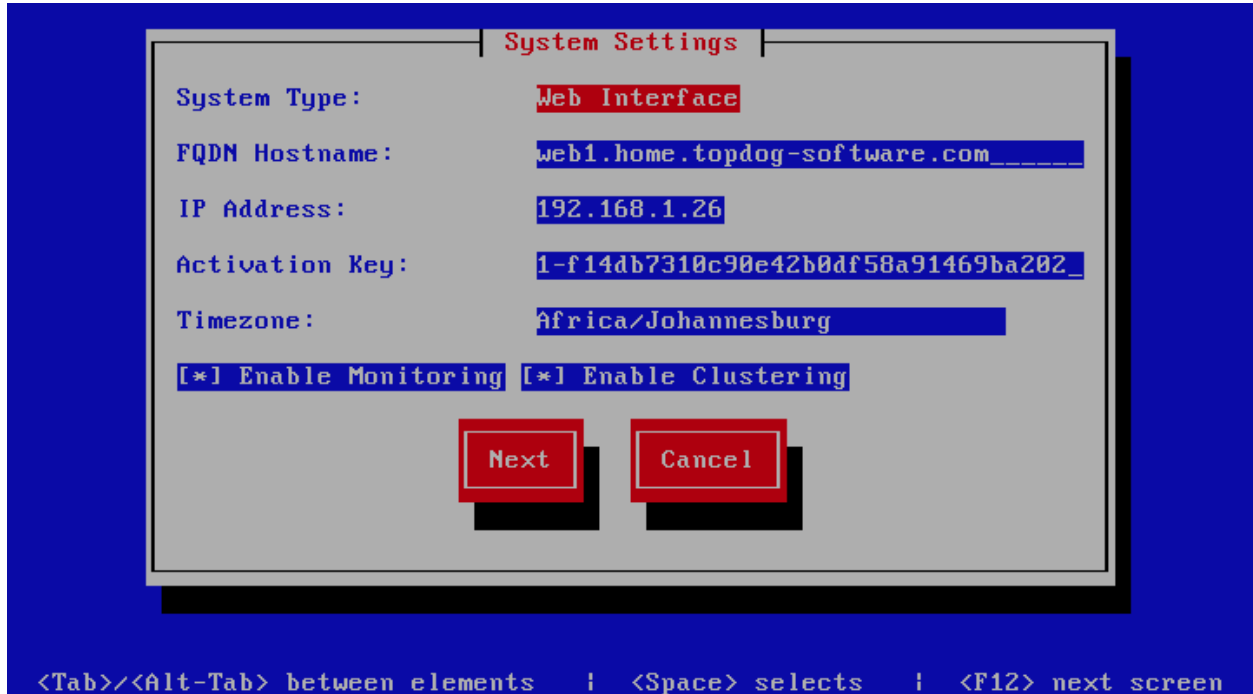 System Settings
System Type: Web Interface
FQDN Hostname: web1.home.topdog-software.com______
IP Address: 192.168.1.26
Activation Key: 1-f14db7310c90e42b0df58a91469ba202_
Timezone: Africa/Johannesburg
[*] Enable Monitoring [*] Enable Clustering
Next Cancel
<Tab>/<Alt-Tab> between elements | <Space> selects | <F12> next screen